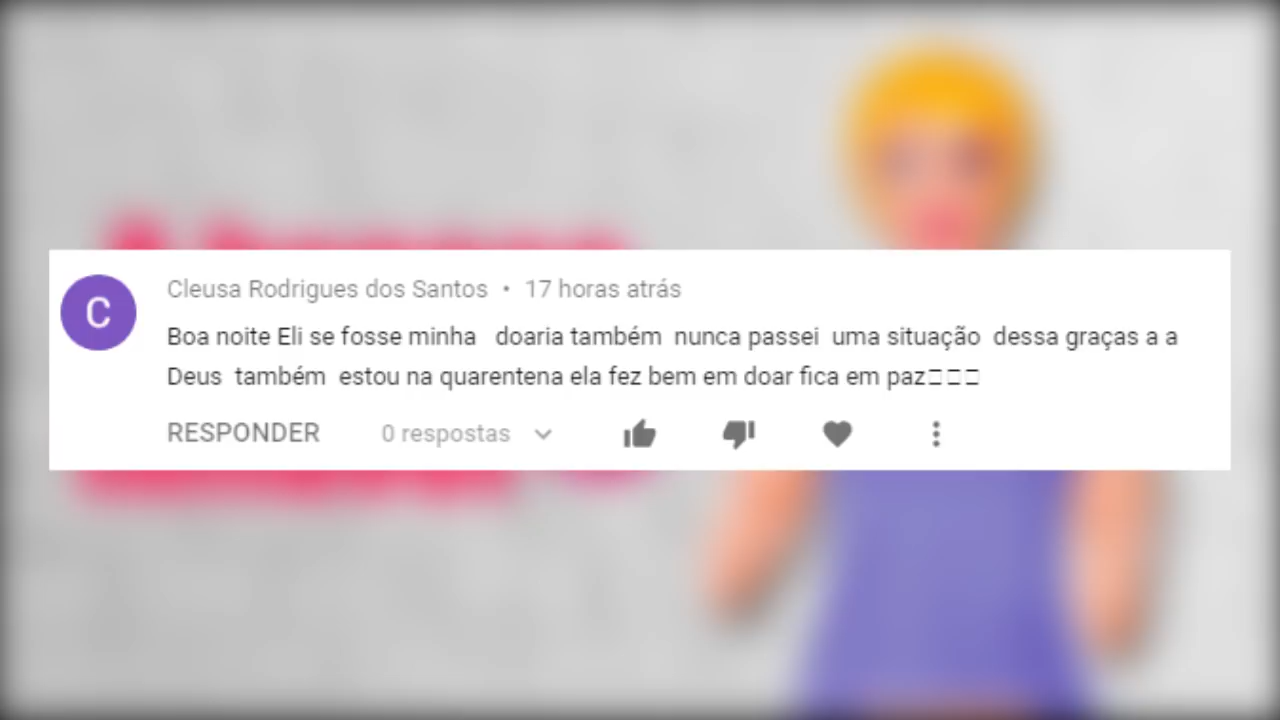 C
Cleusa Rodrigues dos Santos • 17 horas atrás
Boa noite Eli se fosse minha doaria também nunca passei uma situação dessa graças a a
Deus também estou na quarentena ela fez bem em doar fica em paz□□□
RESPONDER 0 respostas